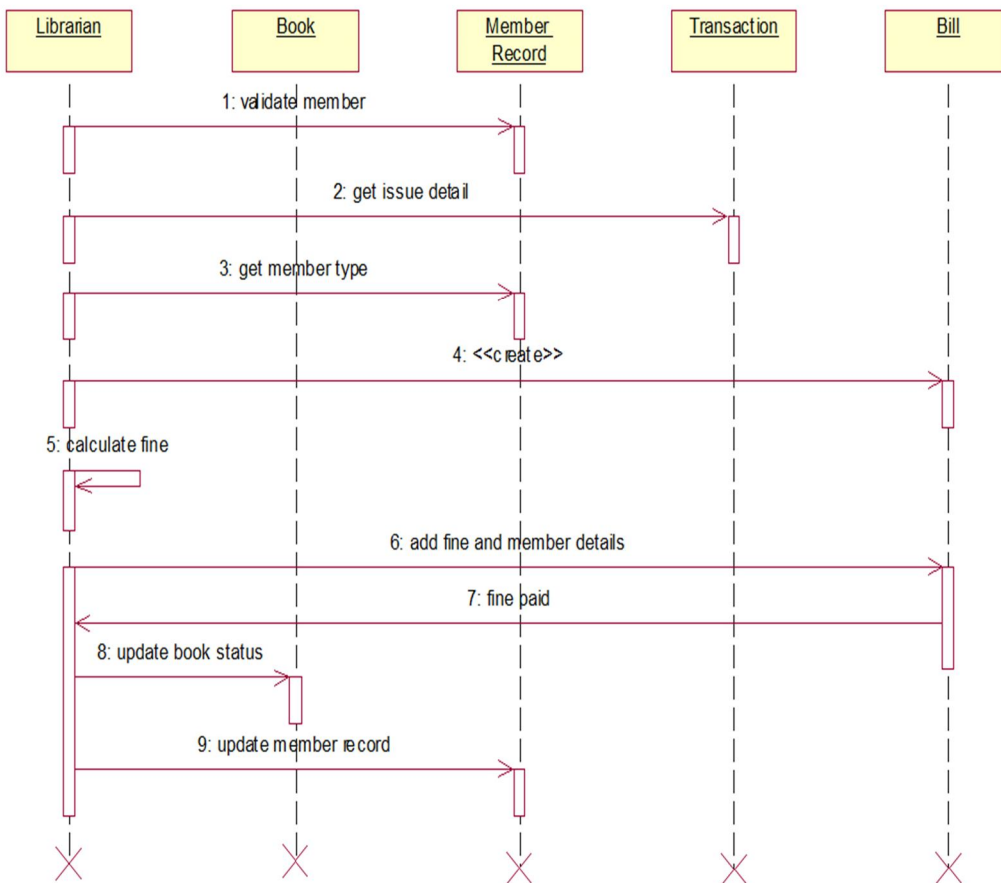 Librarian
Book
Member
Record
Transaction
Bill
1: validate member
2: get issue detail
3: get member type
4: <<create>>
5: calculate fine
6: add fine and member details
7: fine paid
8: update book status
9: update member record